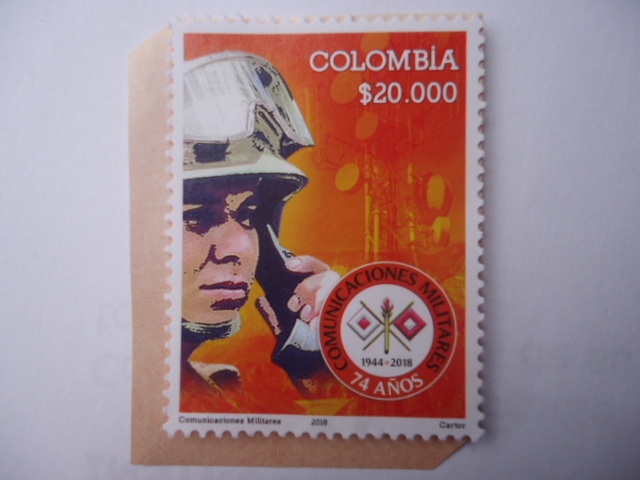 COLOMBIA
$20.000
COMUNICACIONES MILITARES
1944-2018
74 AÑOS
Comunicaciones Militares 2018 Cartor